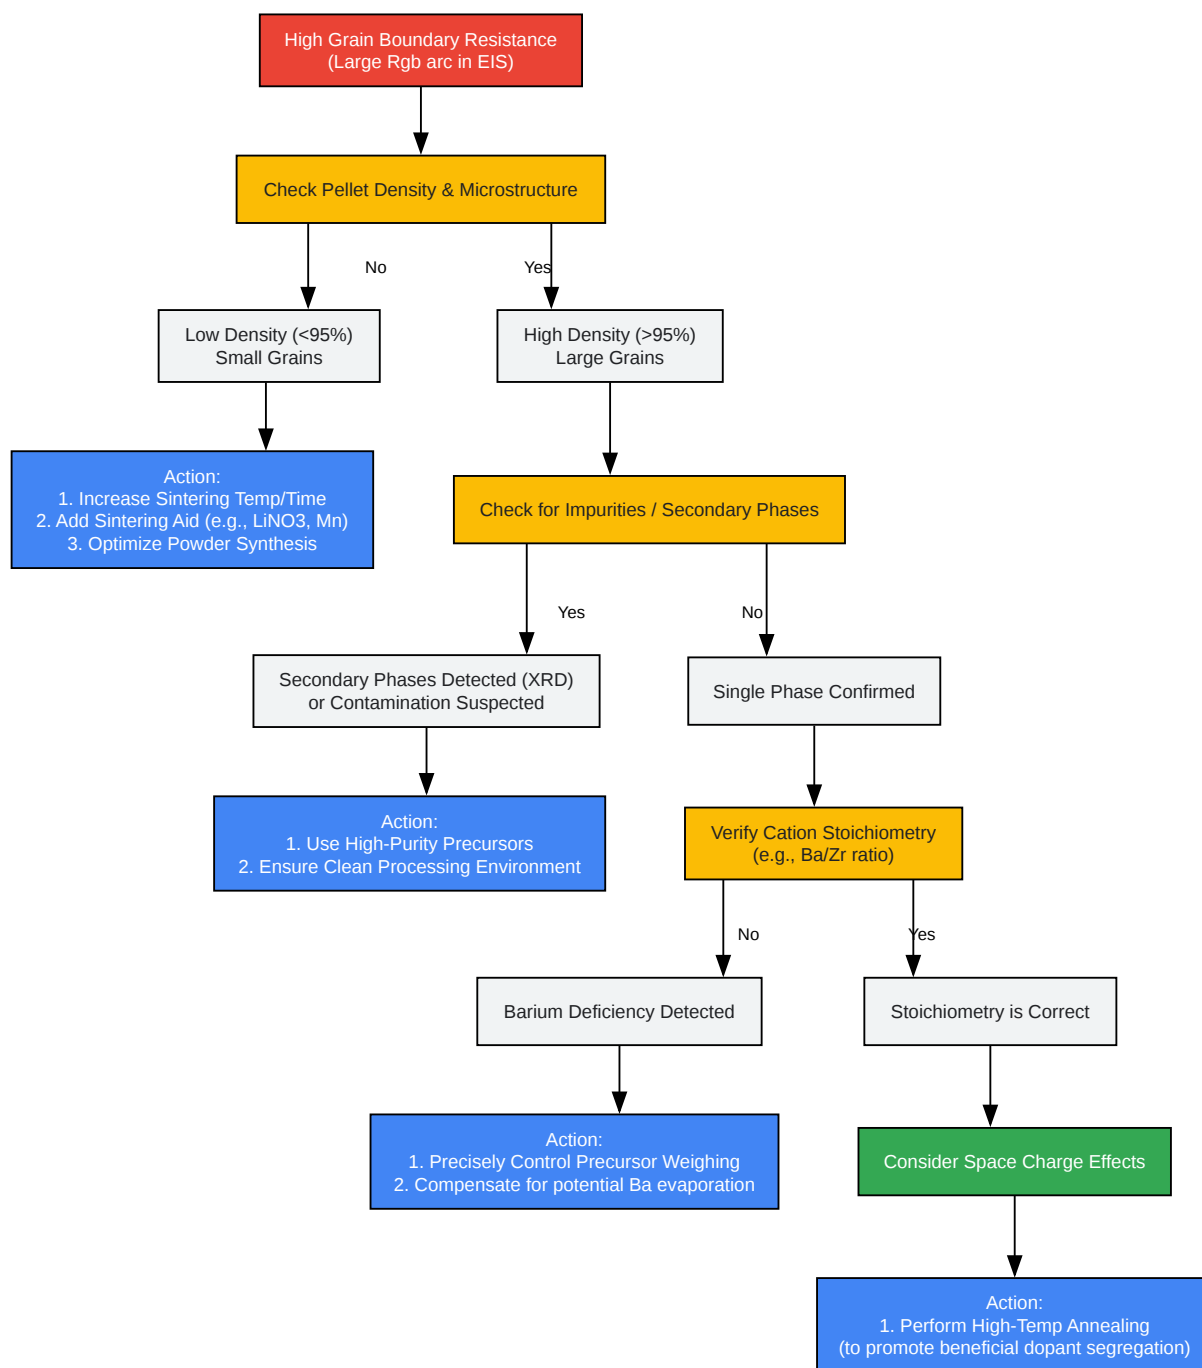 High Grain Boundary Resistance
(Large Rgb arc in EIS)
Check Pellet Density & Microstructure
No
Yes
Low Density (<95%)
Small Grains
High Density (>95%)
Large Grains
Action:
1. Increase Sintering Temp/Time
2. Add Sintering Aid (e.g., LiNO3, Mn)
3. Optimize Powder Synthesis
Check for Impurities / Secondary Phases
Yes
No
Secondary Phases Detected (XRD)
or Contamination Suspected
Single Phase Confirmed
Action:
1. Use High-Purity Precursors
2. Ensure Clean Processing Environment
Verify Cation Stoichiometry
(e.g., Ba/Zr ratio)
No
Yes
Barium Deficiency Detected
Stoichiometry is Correct
Action:
1. Precisely Control Precursor Weighing
2. Compensate for potential Ba evaporation
Consider Space Charge Effects
Action:
1. Perform High-Temp Annealing
(to promote beneficial dopant segregation)